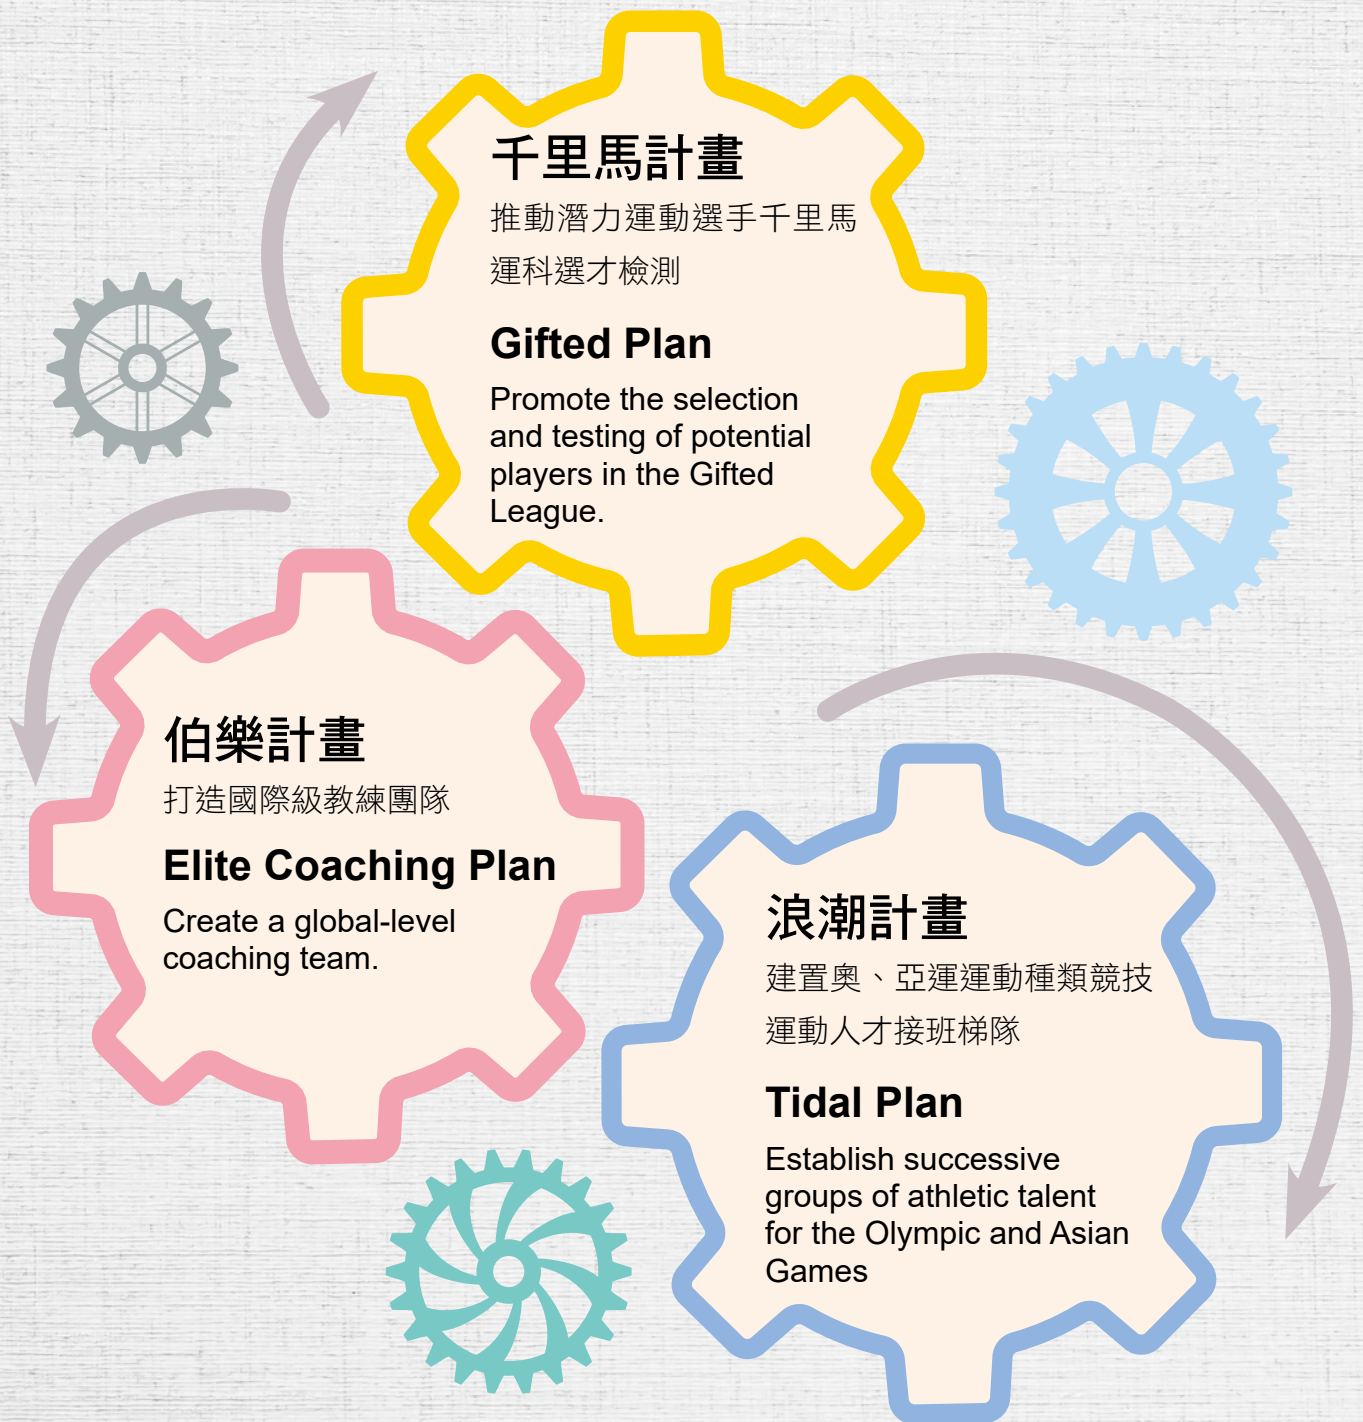 千里馬計畫
推動潛力運動選手千里馬
運科選才檢測
Gifted Plan
Promote the selection
and testing of potential
players in the Gifted
League.
伯樂計畫
打造國際級教練團隊
Elite Coaching Plan
Create a global-level
coaching team.
浪潮計畫
建置奧、亞運運動種類競技
運動人才接班梯隊
Tidal Plan
Establish successive
groups of athletic talent
for the Olympic and Asian
Games